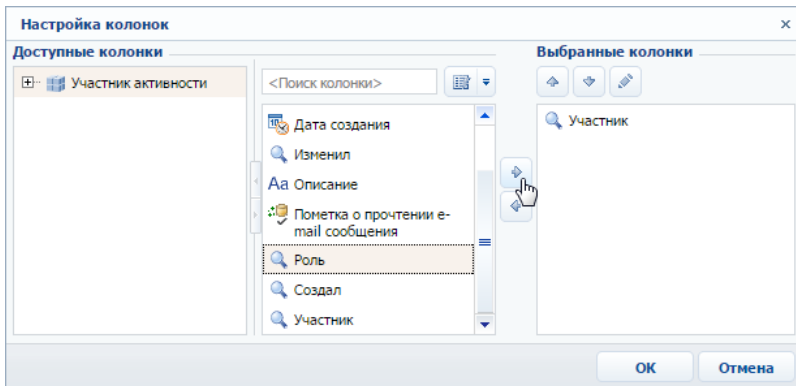 Настройка колонок
Доступные колонки
Участник активности
<Поиск колонки>
Дата создания
Изменил
Aa Описание
Пометка о прочтении e-
mail сообщения
Роль
Создал
Участник
Выбранные колонки
Участник
ОК
Отмена